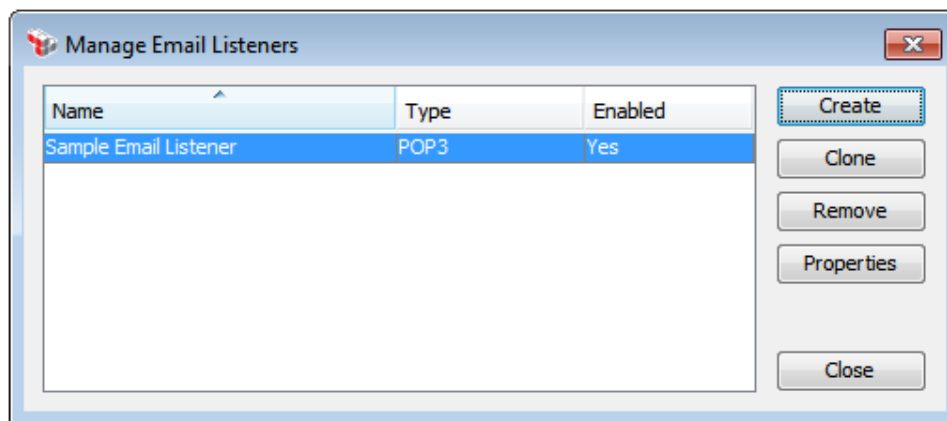 Manage Email Listeners
Name Type Enabled
Sample Email Listener POP3 Yes
Create
Clone
Remove
Properties
Close